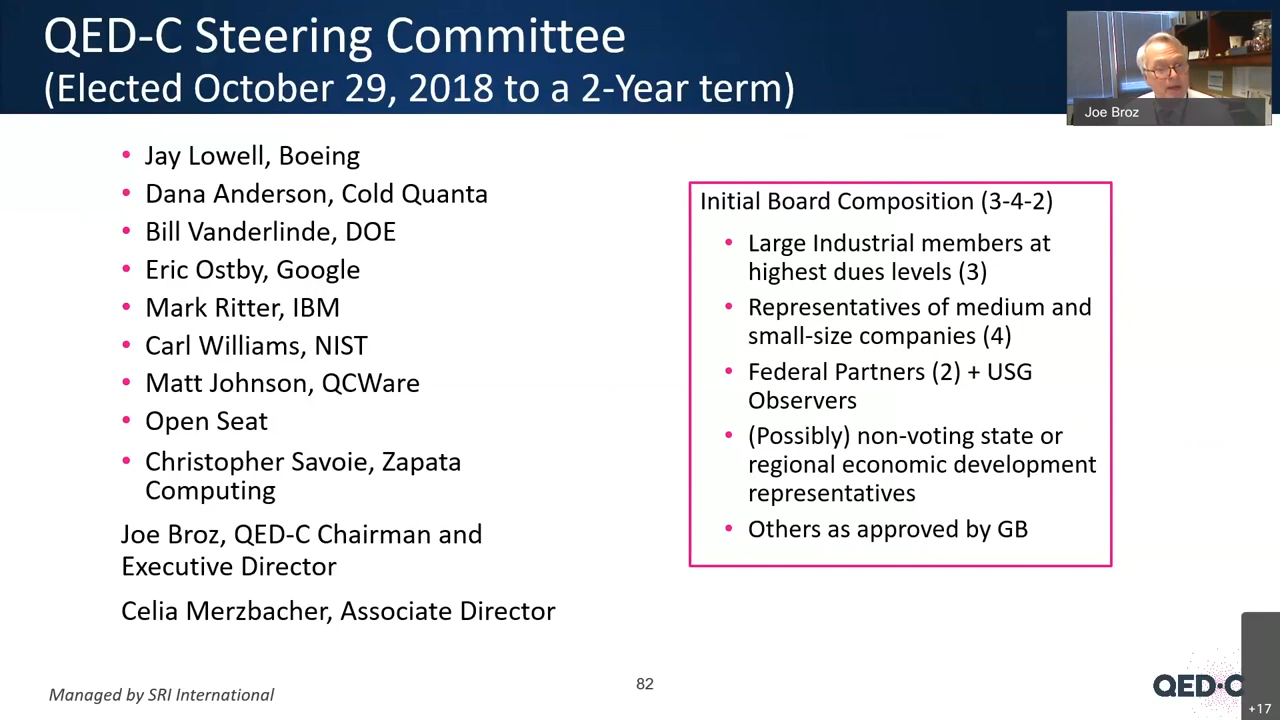 QED-C Steering Committee
(Elected October 29, 2018 to a 2-Year term)
Joe Broz
• Jay Lowell, Boeing
• Dana Anderson, Cold Quanta
• Bill Vanderlinde, DOE
• Eric Ostby, Google
• Mark Ritter, IBM
• Carl Williams, NIST
• Matt Johnson, QCWare
• Open Seat
• Christopher Savoie, Zapata
Computing
Joe Broz, QED-C Chairman and
Executive Director
Celia Merzbacher, Associate Director
Initial Board Composition (3-4-2)
• Large Industrial members at
highest dues levels (3)
• Representatives of medium and
small-size companies (4)
• Federal Partners (2) + USG
Observers
• (Possibly) non-voting state or
regional economic development
representatives
• Others as approved by GB
Managed by SRI International
82
QED-C
+17